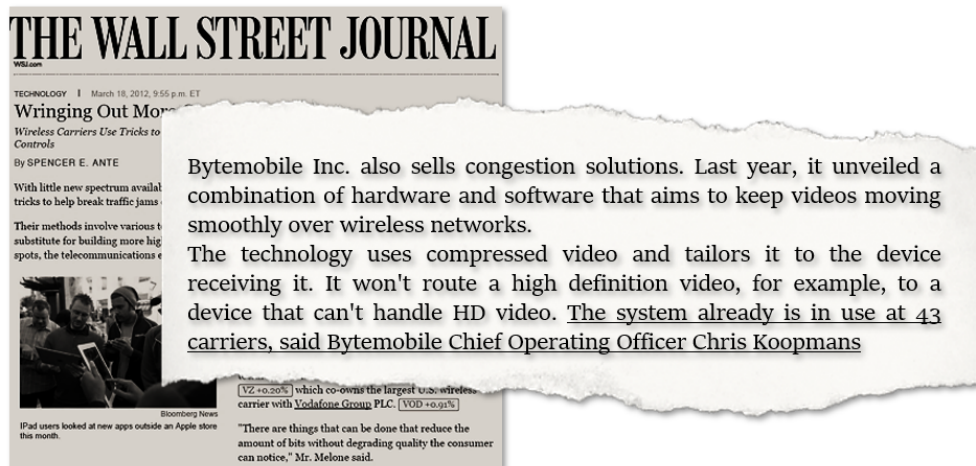 THE WALL STREET JOURNAL
WSJ.com
TECHNOLOGY | March 18, 2012, 9:55 p.m. ET
Wringing Out More
Wireless Carriers Use Tricks to
Controls
By SPENCER E. ANTE
With little new spectrum
tricks to help break traffic jams
Their methods involve various
substitute for building more
spots, the telecommunications
Bytemobile Inc. also sells congestion solutions. Last year, it unveiled a
combination of hardware and software that aims to keep videos moving
smoothly over wireless networks.
The technology uses compressed video and tailors it to the device
receiving it. It won't route a high definition video, for example, to a
device that can't handle HD video. The system already is in use at 43
carriers, said Bytemobile Chief Operating Officer Chris Koopmans
Bloomberg News
IPad users looked at new apps outside an Apple store
this month.
VZ +0.20% which co-owns the largest U.S. wireless
carrier with Vodafone Group PLC. VOD +0.91%
"There are things that can be done that reduce the
amount of bits without degrading quality the consumer
can notice," Mr. Melone said.